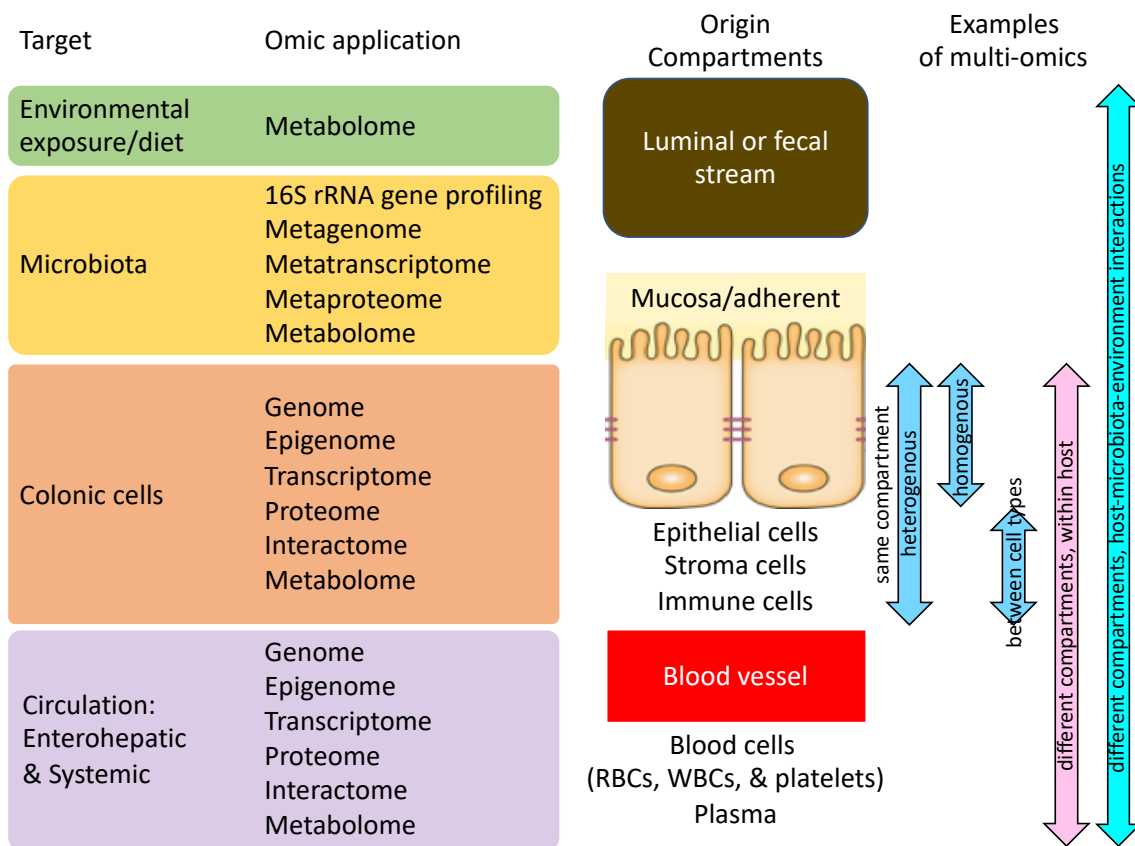 Target
Omic application
Origin
Compartments
Examples
of multi-omics
Environmental
exposure/diet
Metabolome
Luminal or fecal
stream
Microbiota
16S rRNA gene profiling
Metagenome
Metatranscriptome
Metaproteome
Metabolome
Mucosa/adherent
Colonic cells
Genome
Epigenome
Transcriptome
Proteome
Interactome
Metabolome
Epithelial cells
Stroma cells
Immune cells
Circulation:
Enterohepatic
& Systemic
Genome
Epigenome
Transcriptome
Proteome
Interactome
Metabolome
Blood vessel
Blood cells
(RBCs, WBCs, & platelets)
Plasma
same compartment
heterogenous
homogenous
between cell types
different compartments, within host
different compartments, host-microbiota-environment interactions